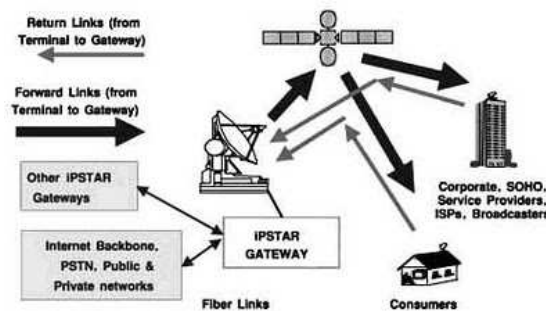 Return Links (from
Terminal to Gateway)
Forward Links (from
Terminal to Gateway)
Other iPSTAR
Gateways
Internet Backbone,
PSTN, Public &
Private networks
iPSTAR
GATEWAY
Fiber Links
Corporate, SOHO,
Service Providers,
ISPs, Broadcasters
Consumers